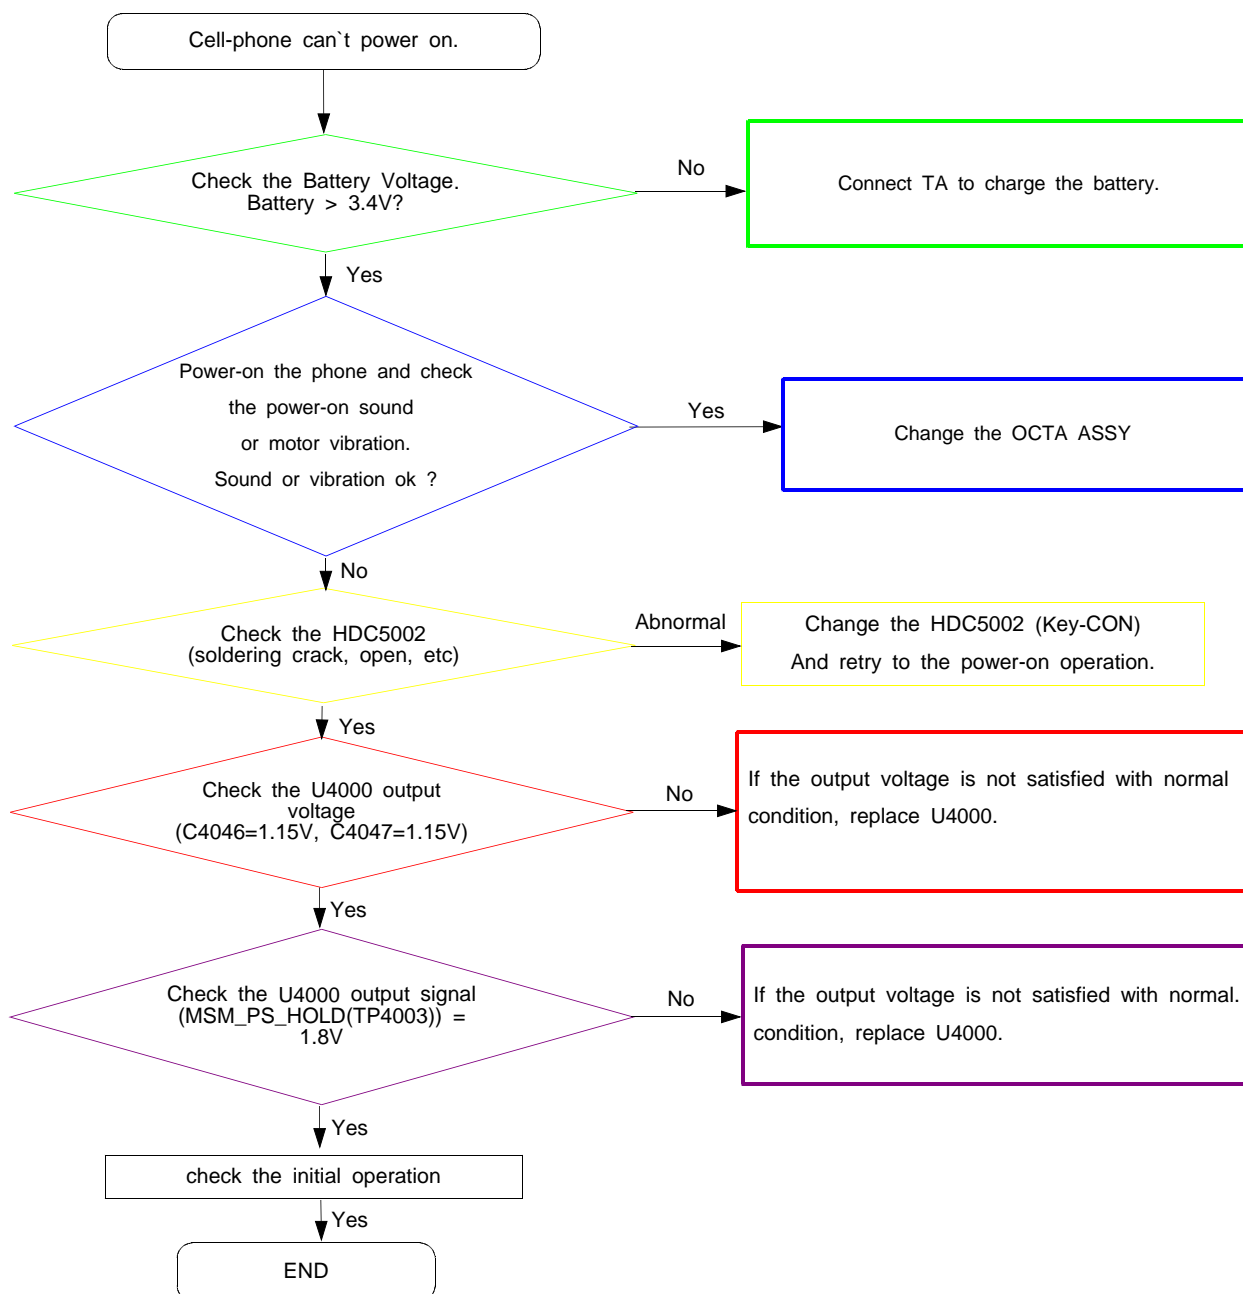 Cell-phone can`t power on.
Check the Battery Voltage.
Battery > 3.4V?
No
Connect TA to charge the battery.
Yes
Power-on the phone and check
the power-on sound
or motor vibration.
Sound or vibration ok ?
Yes
Change the OCTA ASSY
No
Check the HDC5002
(soldering crack, open, etc)
Abnormal
Change the HDC5002 (Key-CON)
And retry to the power-on operation.
Yes
Check the U4000 output
voltage
(C4046=1.15V, C4047=1.15V)
No
If the output voltage is not satisfied with normal
condition, replace U4000.
Yes
Check the U4000 output signal
(MSM_PS_HOLD(TP4003)) =
1.8V
No
If the output voltage is not satisfied with normal.
condition, replace U4000.
Yes
check the initial operation
Yes
END